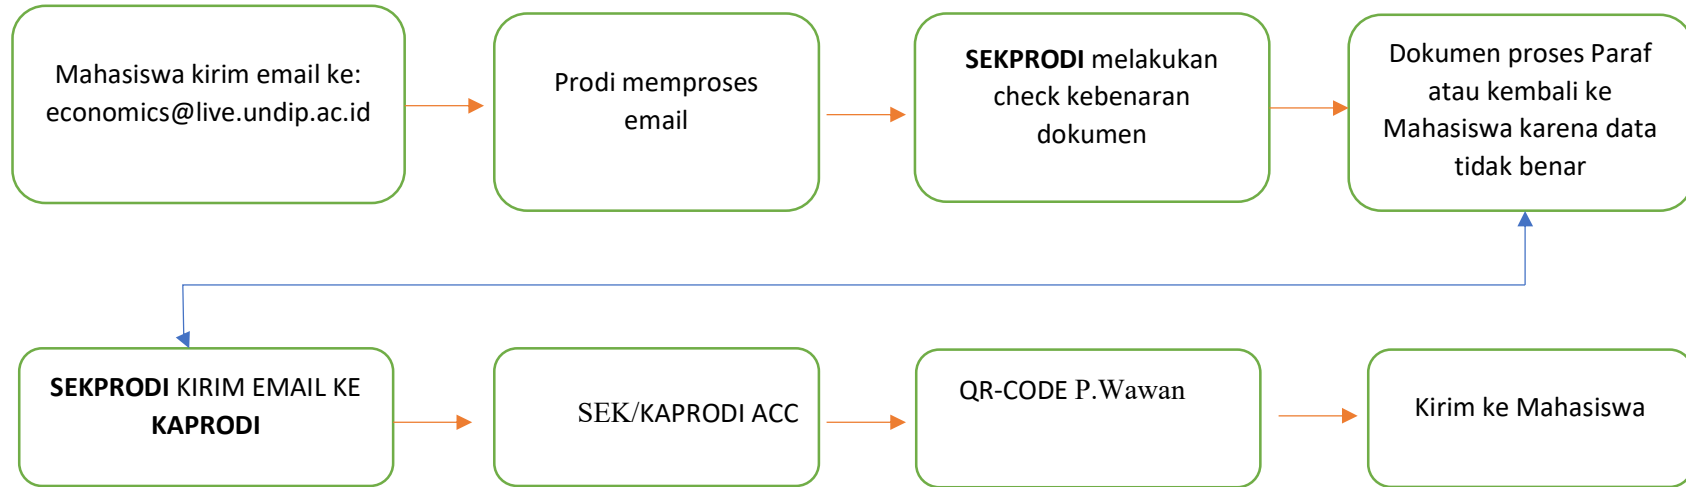 Mahasiswa kirim email ke:
economics@live.undip.ac.id
Prodi memproses
email
SEKPRODI melakukan
check kebenaran
dokumen
Dokumen proses Paraf
atau kembali ke
Mahasiswa karena data
tidak benar
SEKPRODI KIRIM EMAIL KE
KAPRODI
SEK/KAPRODI ACC
QR-CODE P.Wawan
Kirim ke Mahasiswa